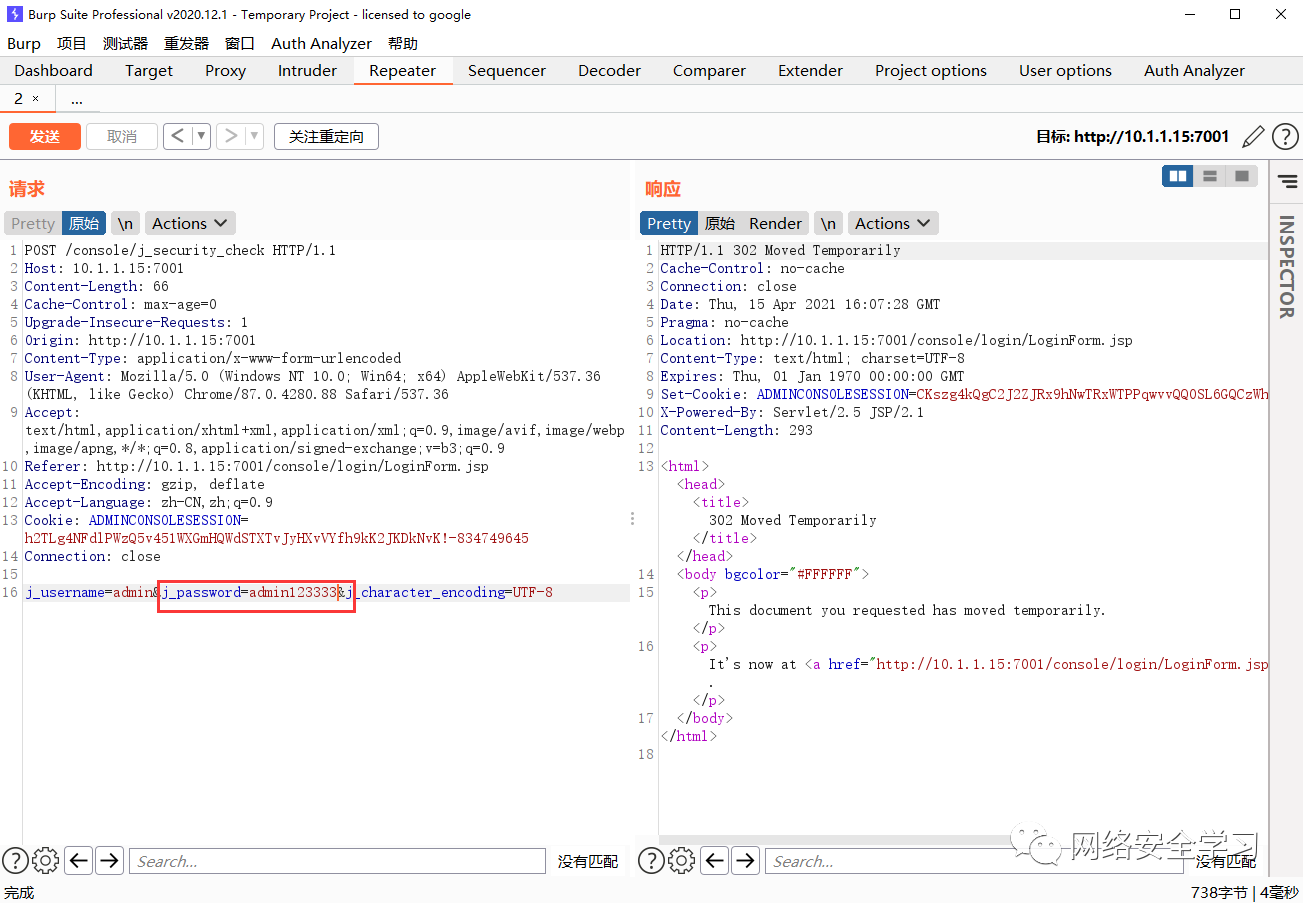 Burp Suite Professional v2020.12.1 - Temporary Project - licensed to google
Burp 项目 测试器 重发器 窗口 Auth Analyzer 帮助
Dashboard Target Proxy Intruder Repeater Sequencer Decoder Comparer Extender Project options User options Auth Analyzer
2 × ...
发送 取消 < ▼ > ▼ 关注重定向 目标: http://10.1.1.15:7001 ?
请求
Pretty 原始 \n Actions
1 POST /console/j_security_check HTTP/1.1
2 Host: 10.1.1.15:7001
3 Content-Length: 66
4 Cache-Control: max-age=0
5 Upgrade-Insecure-Requests: 1
6 Origin: http://10.1.1.15:7001
7 Content-Type: application/x-www-form-urlencoded
8 User-Agent: Mozilla/5.0 (Windows NT 10.0; Win64; x64) AppleWebKit/537.36
(KHTML, like Gecko) Chrome/87.0.4280.88 Safari/537.36
9 Accept:
text/html,application/xhtml+xml,application/xml;q=0.9,image/avif,image/webp
,image/apng,*/*;q=0.8,application/signed-exchange;v=b3;q=0.9
10 Referer: http://10.1.1.15:7001/console/login/LoginForm.jsp
11 Accept-Encoding: gzip, deflate
12 Accept-Language: zh-CN,zh;q=0.9
13 Cookie: ADMINCONSOLESESSION=
h2TLg4NFdlPWzQ5v451WXGmHQWdSTXTvJyHXvVYfh9kK2JKDkNvK!-834749645
14 Connection: close
15
16 j_username=admin&j_password=admin123333&j_character_encoding=UTF-8
? Search... 没有匹配
响应
Pretty 原始 Render \n Actions
1 HTTP/1.1 302 Moved Temporarily
2 Cache-Control: no-cache
3 Connection: close
4 Date: Thu, 15 Apr 2021 16:07:28 GMT
5 Pragma: no-cache
6 Location: http://10.1.1.15:7001/console/login/LoginForm.jsp
7 Content-Type: text/html; charset=UTF-8
8 Expires: Thu, 01 Jan 1970 00:00:00 GMT
9 Set-Cookie: ADMINCONSOLESESSION=CKszg4kQgC2J2ZJRx9hNwTRxWTPPqwvvQQ0SL6GQCzWh
10 X-Powered-By: Servlet/2.5 JSP/2.1
11 Content-Length: 293
12
13 <html>
<head>
<title>
302 Moved Temporarily
</title>
</head>
14 <body bgcolor="#FFFFFF">
15 <p>
This document you requested has moved temporarily.
</p>
16 <p>
It's now at <a href="http://10.1.1.15:7001/console/login/LoginForm.jsp
.
</p>
17 </body>
</html>
18
? Search... 没有匹配
INSPECTOR
网络安全学习
完成 738字节 | 4毫秒